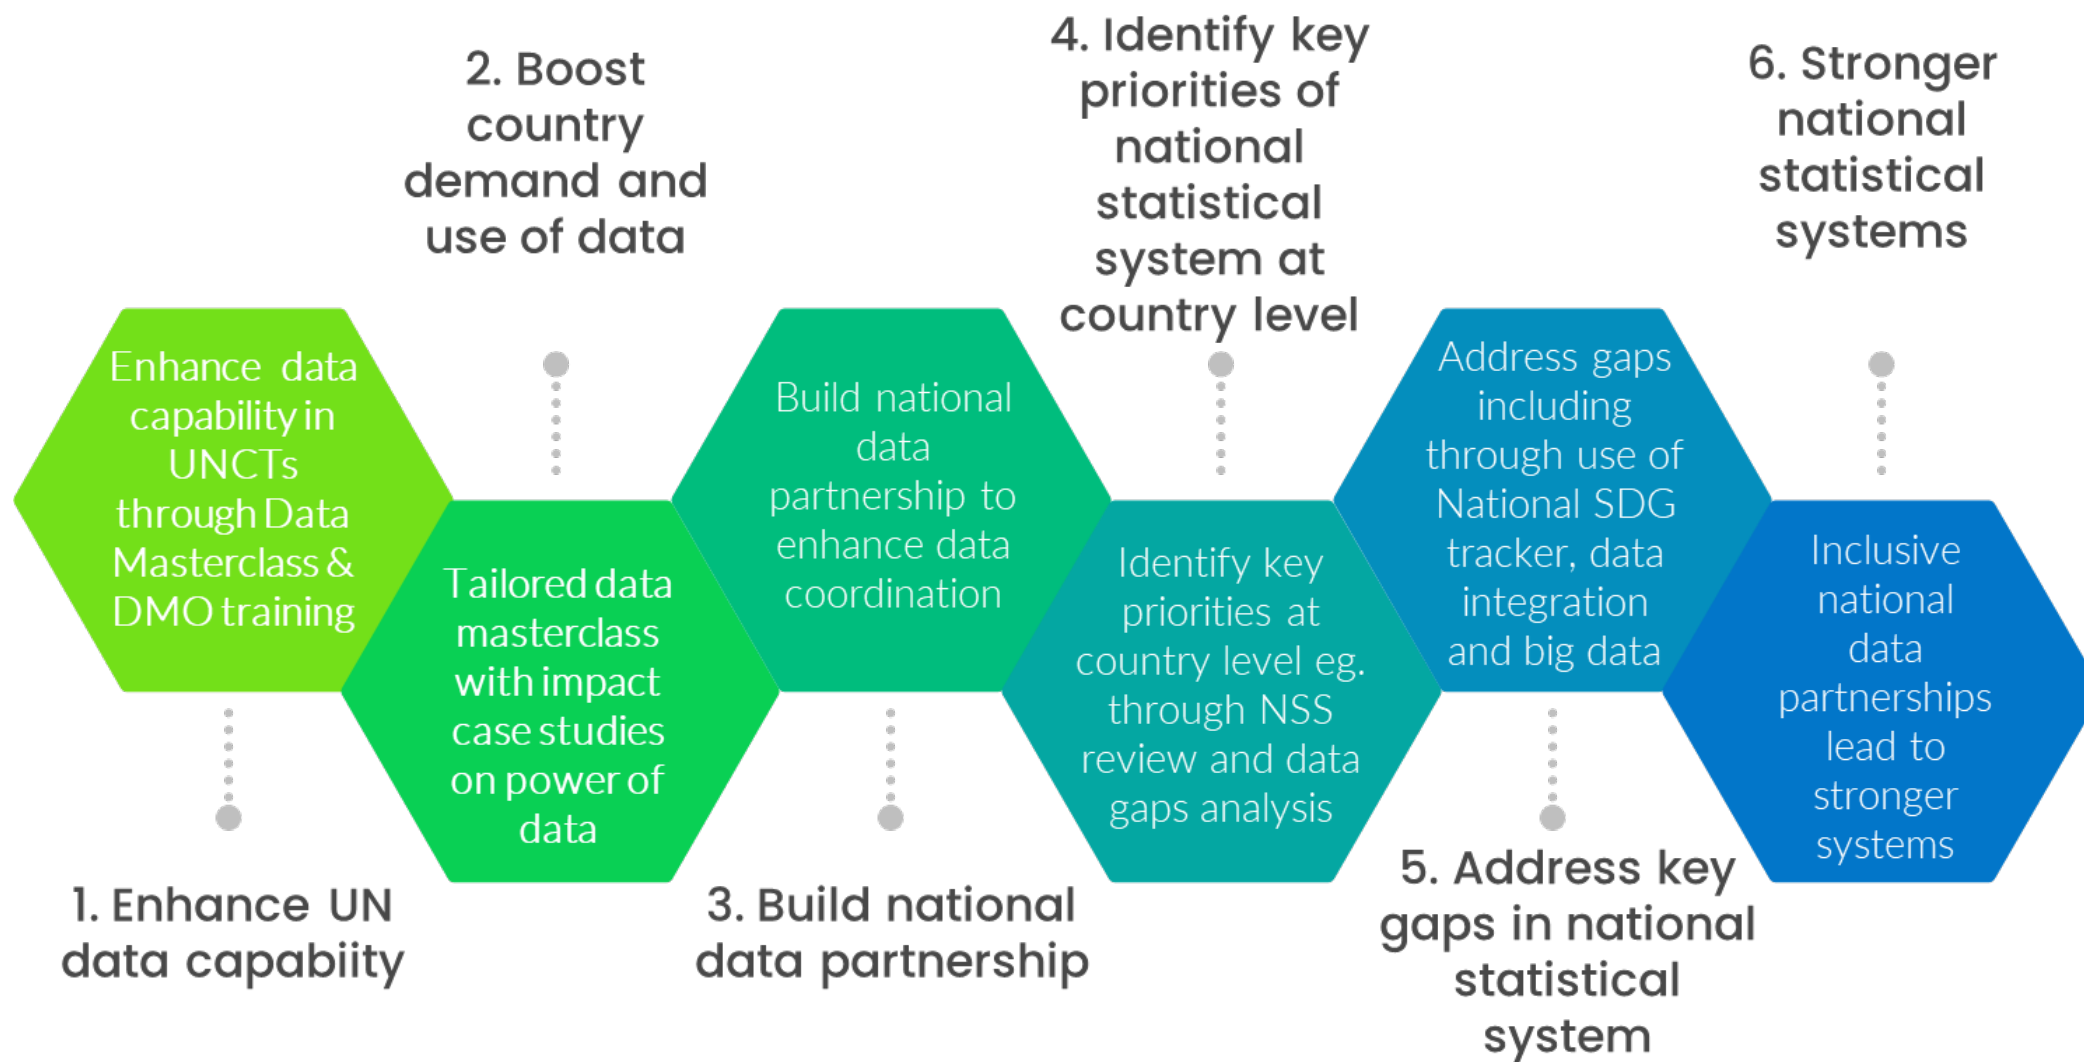 1. Enhance UN
data capabiity
Enhance data
capability in
UNCTs
through Data
Masterclass &
DMO training
2. Boost
country
demand and
use of data
Tailored data
masterclass
with impact
case studies
on power of
data
3. Build national
data partnership
Build national
data
partnership to
enhance data
coordination
4. Identify key
priorities of
national
statistical
system at
country level
Identify key
priorities at
country level eg.
through NSS
review and data
gaps analysis
5. Address key
gaps in national
statistical
system
Address gaps
including
through use of
National SDG
tracker, data
integration
and big data
6. Stronger
national
statistical
systems
Inclusive
national
data
partnerships
lead to
stronger
systems